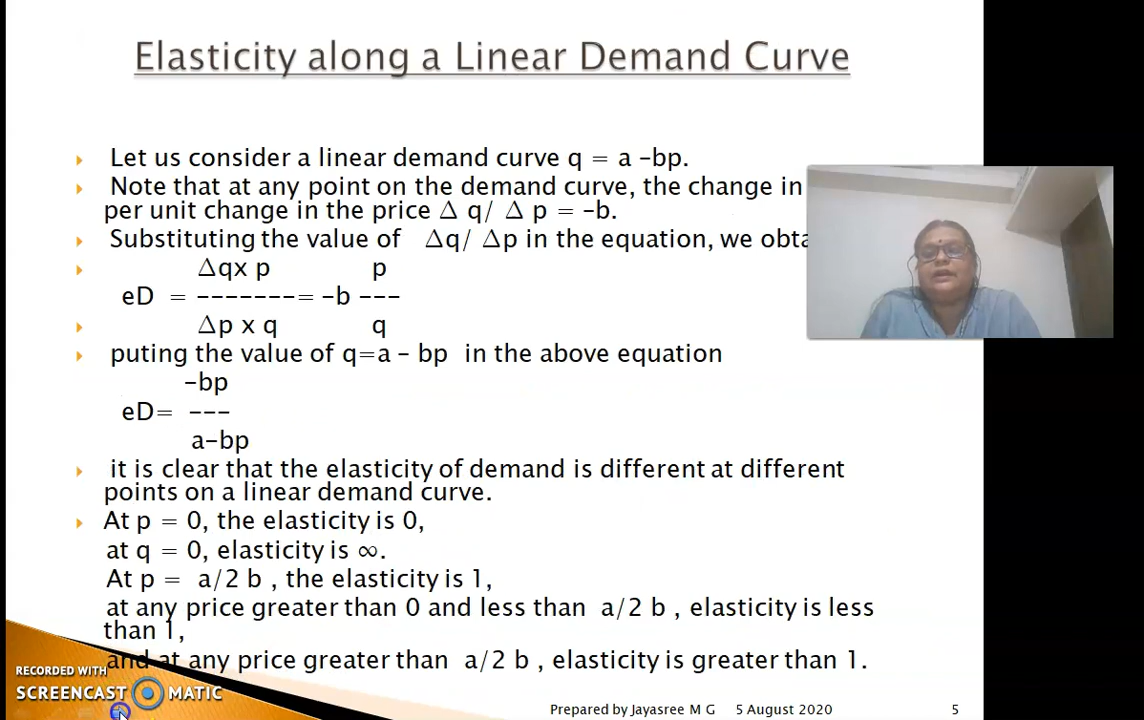 Elasticity along a Linear Demand Curve
Let us consider a linear demand curve q = a –bp.
Note that at any point on the demand curve, the change in
per unit change in the price Δ q/ Δ p = –b.
Substituting the value of Δq/ Δp in the equation, we obta
Δqx p p
eD = -------= -b ---
Δp x q q
puting the value of q=a – bp in the above equation
–bp
eD= ---
a–bp
it is clear that the elasticity of demand is different at different
points on a linear demand curve.
At p = 0, the elasticity is 0,
at q = 0, elasticity is ∞.
At p = a/2 b , the elasticity is 1,
at any price greater than 0 and less than a/2 b , elasticity is less
than 1,
and at any price greater than a/2 b , elasticity is greater than 1.
RECORDED WITH
SCREENCAST MATIC
Prepared by Jayasree M G 5 August 2020 5